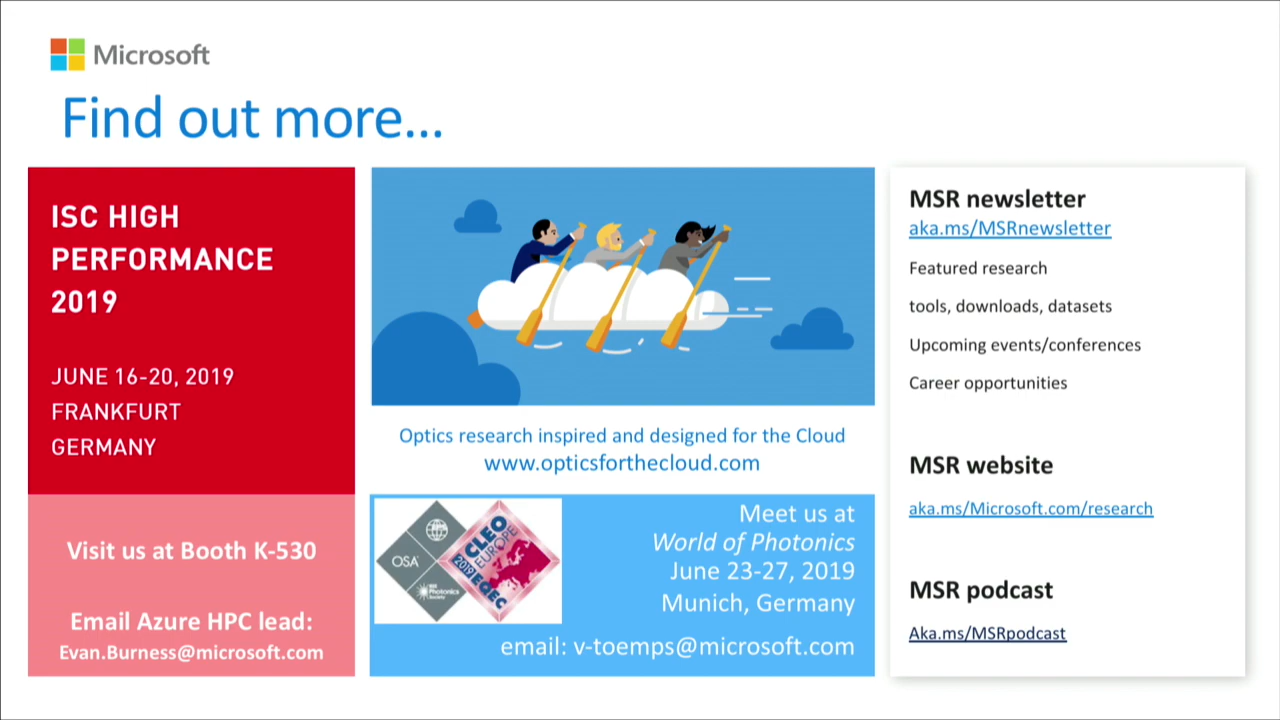 Microsoft
Find out more...
ISC HIGH
PERFORMANCE
2019
JUNE 16-20, 2019
FRANKFURT
GERMANY
Visit us at Booth K-530
Email Azure HPC lead:
Evan.Burness@microsoft.com
Optics research inspired and designed for the Cloud
www.opticsforthecloud.com
OSA
IEEE
Photonics
Society
CLEO
EUROPE
2019
EQEC
Meet us at
World of Photonics
June 23-27, 2019
Munich, Germany
email: v-toemps@microsoft.com
MSR newsletter
aka.ms/MSRnewsletter
Featured research
tools, downloads, datasets
Upcoming events/conferences
Career opportunities
MSR website
aka.ms/Microsoft.com/research
MSR podcast
Aka.ms/MSRpodcast